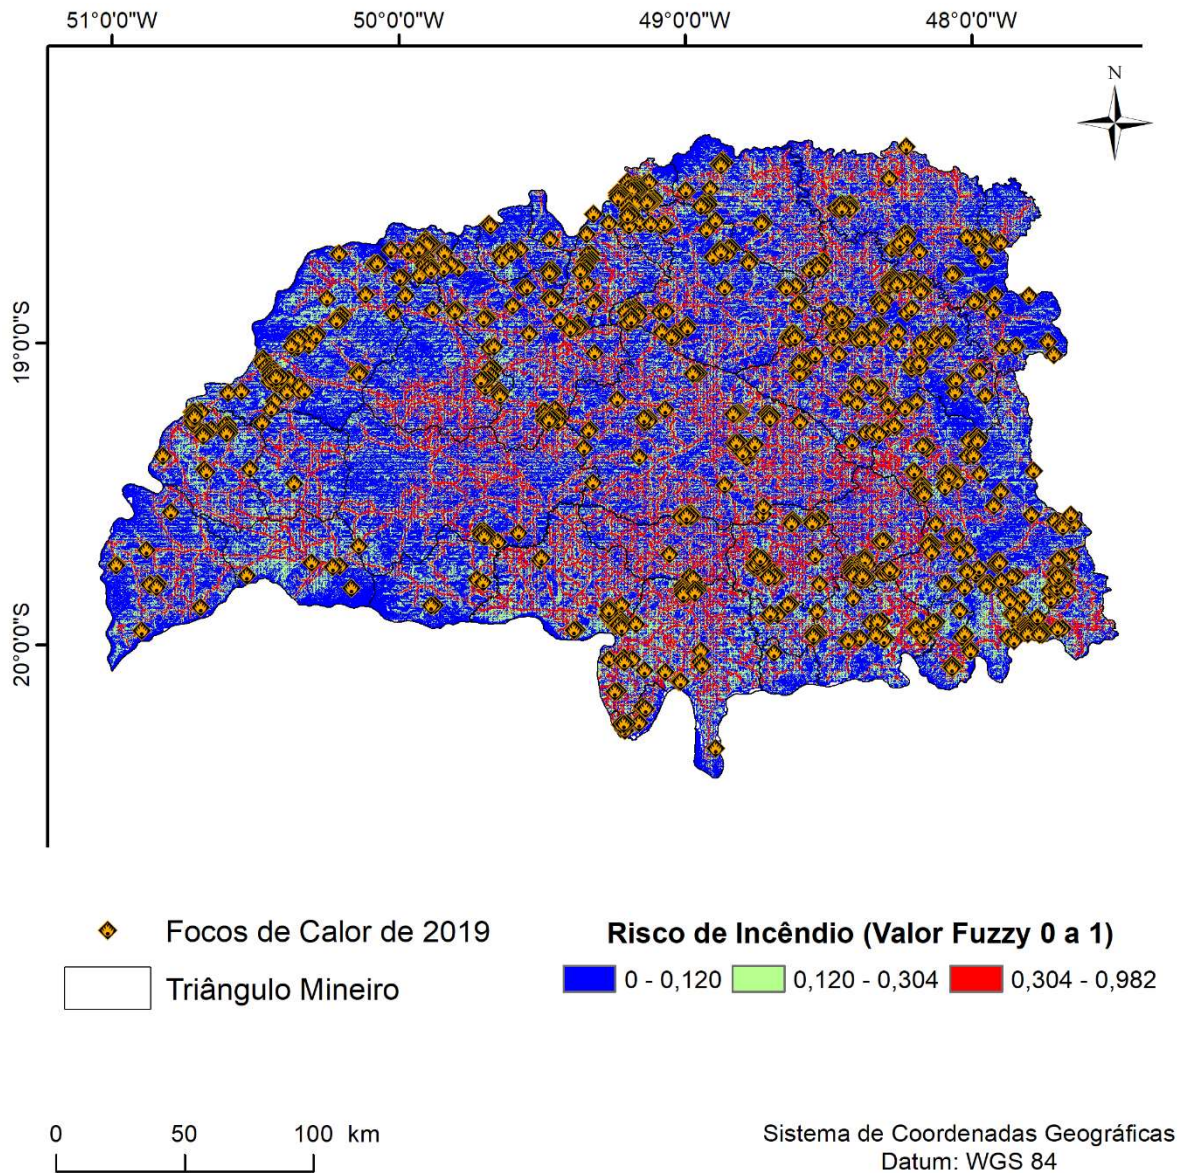 51°0'0"W 50°0'0"W 49°0'0"W 48°0'0"W
N
19°0'0"S
20°0'0"S
Focos de Calor de 2019
Triângulo Mineiro
Risco de Incêndio (Valor Fuzzy 0 a 1)
0 - 0,120 0,120 - 0,304 0,304 - 0,982
0 50 100 km
Sistema de Coordenadas Geográficas
Datum: WGS 84